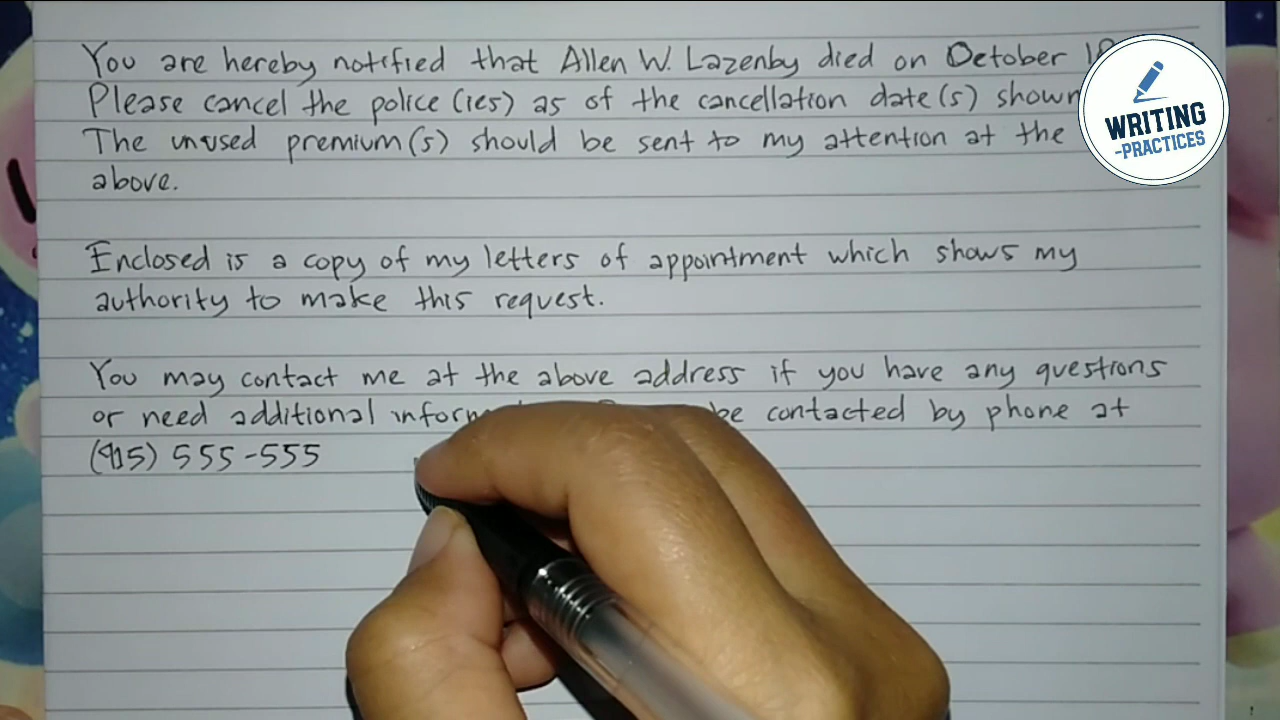 You are hereby notified that Allen W. Lazenby died on October
Please cancel the police (ies) as of the cancellation date(s) shown
The unused premium(s) should be sent to my attention at the
above.
Enclosed is a copy of my letters of appointment which shows my
authority to make this request.
You may contact me at the above address if you have any questions
or need additional be contacted by phone at
(915) 555-555
WRITING
-PRACTICES